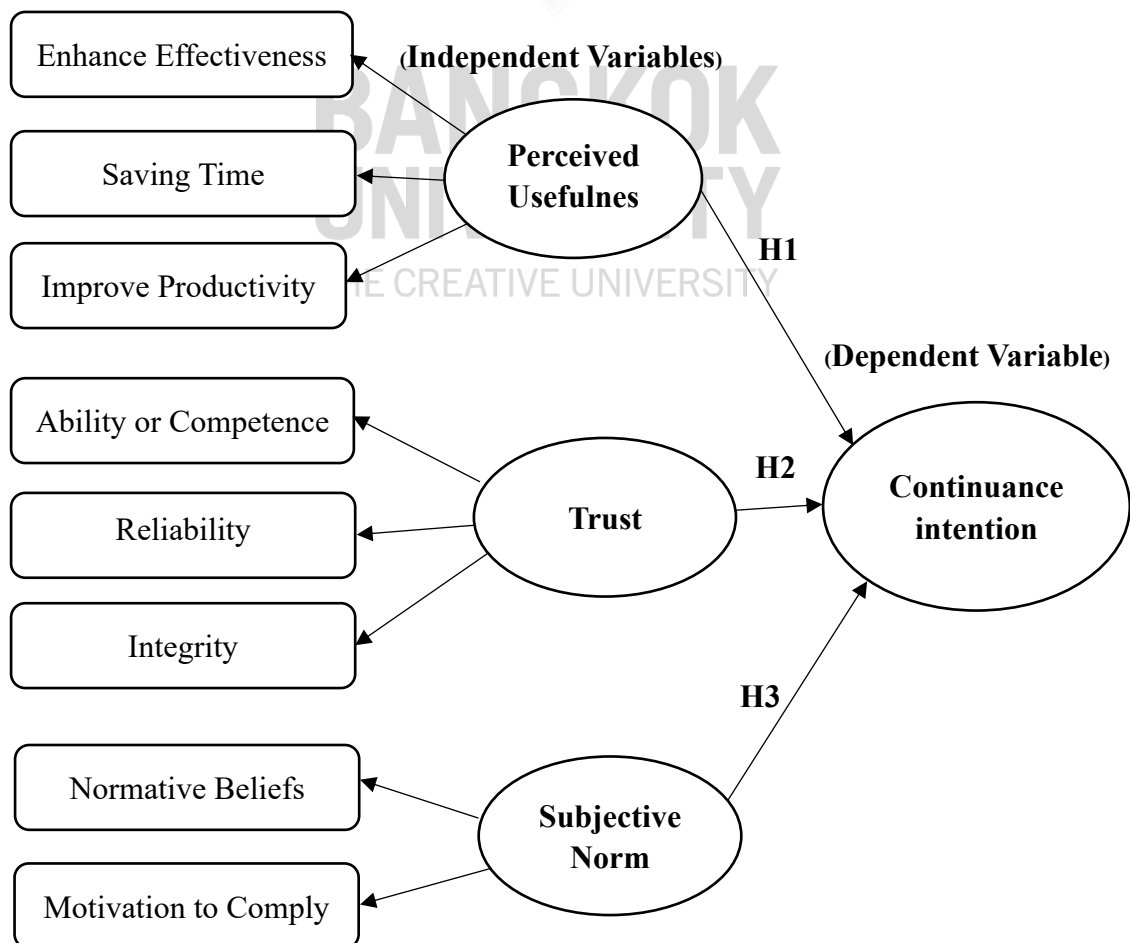 Enhance Effectiveness
(Independent Variables)
BANGKOK
UNIVERSITY
THE CREATIVE UNIVERSITY
Perceived
Usefulnes
Saving Time
Improve Productivity
H1
(Dependent Variable)
Ability or Competence
Reliability
Integrity
Trust
H2
Continuance
intention
H3
Normative Beliefs
Motivation to Comply
Subjective
Norm